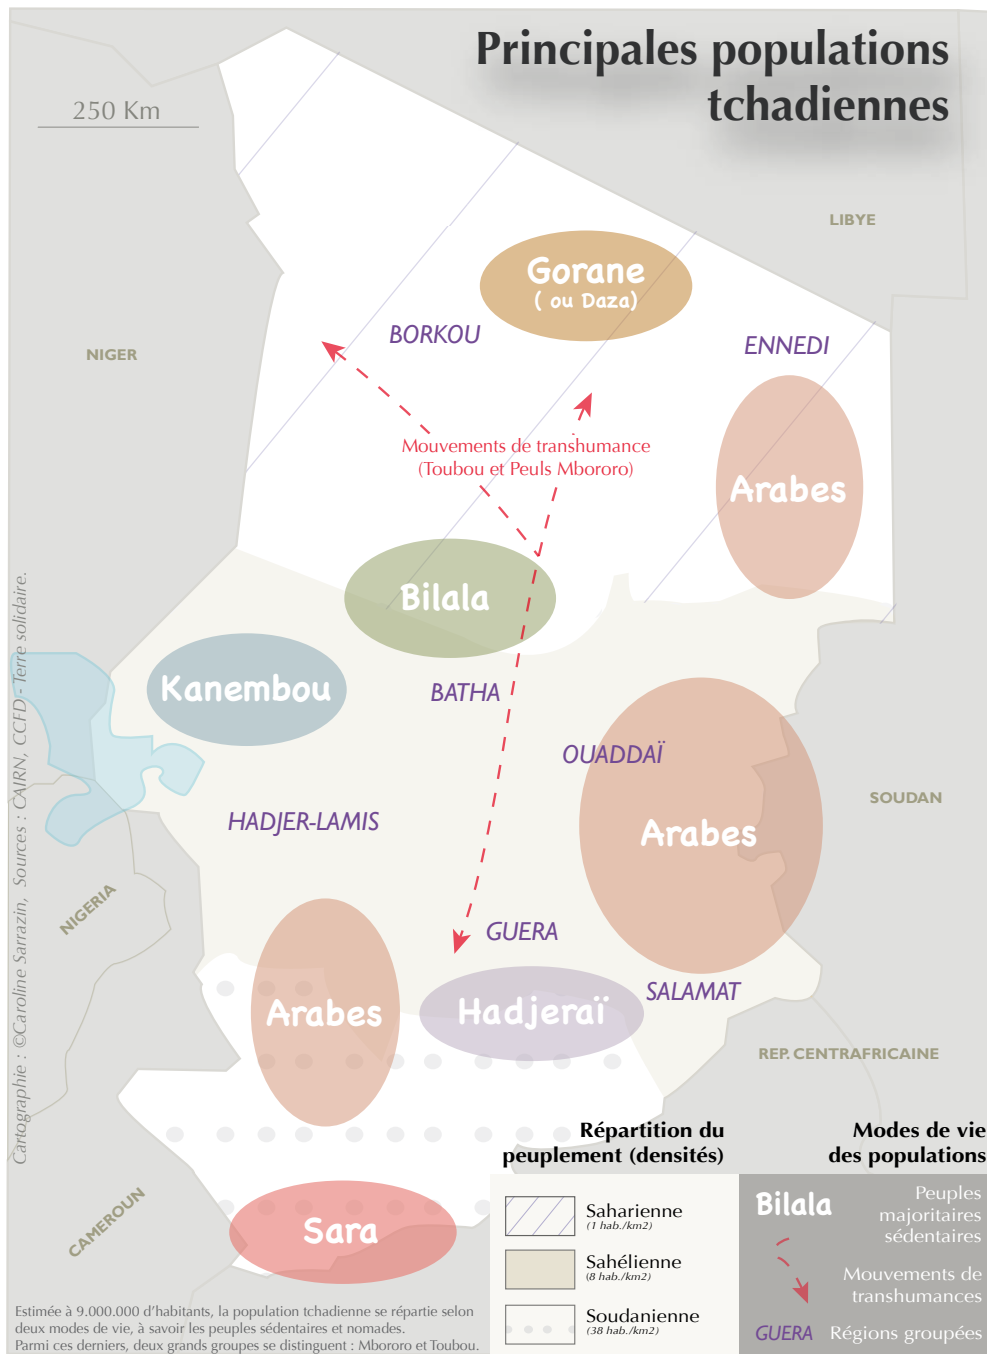 Principales populations
tchadiennes
250 Km
LIBYE
Gorane
( ou Daza)
BORKOU
ENNEDI
NIGER
Mouvements de transhumance
(Toubou et Peuls Mbororo)
Arabes
Bilala
Kanembou
BATHA
OUADDAÏ
SOUDAN
HADJER-LAMIS
Arabes
NIGERIA
GUERA
SALAMAT
Arabes
Hadjeraï
REP. CENTRAFRICAINE
CAMEROUN
Sara
Cartographie : ©Caroline Sarrazin, Sources : CAIRN, CCFD - Terre solidaire.
Répartition du
peuplement (densités)
Saharienne
(1 hab./km2)
Sahélienne
(8 hab./km2)
Soudanienne
(38 hab./km2)
Modes de vie
des populations
Bilala
Peuples
majoritaires
sédentaires
Mouvements de
transhumances
GUERA Régions groupées
Estimée à 9.000.000 d'habitants, la population tchadienne se répartie selon
deux modes de vie, à savoir les peuples sédentaires et nomades.
Parmi ces derniers, deux grands groupes se distinguent : Mbororo et Toubou.